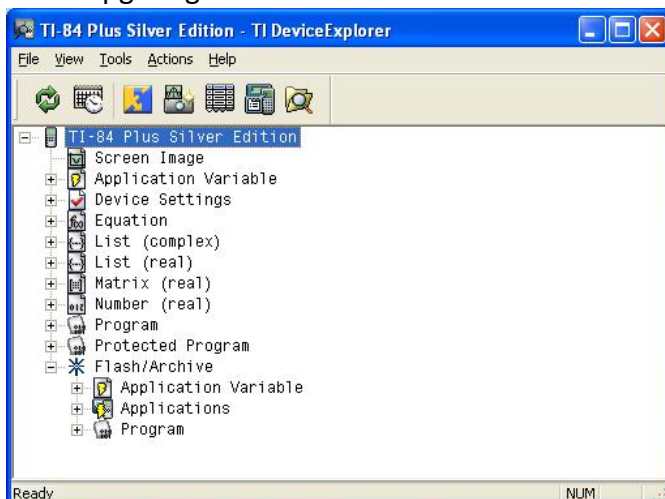 TI-84 Plus Silver Edition - TI DeviceExplorer
File View Tools Actions Help
TI-84 Plus Silver Edition
Screen Image
Application Variable
Device Settings
Equation
List (complex)
List (real)
Matrix (real)
Number (real)
Program
Protected Program
Flash/Archive
Application Variable
Applications
Program
Ready NUM